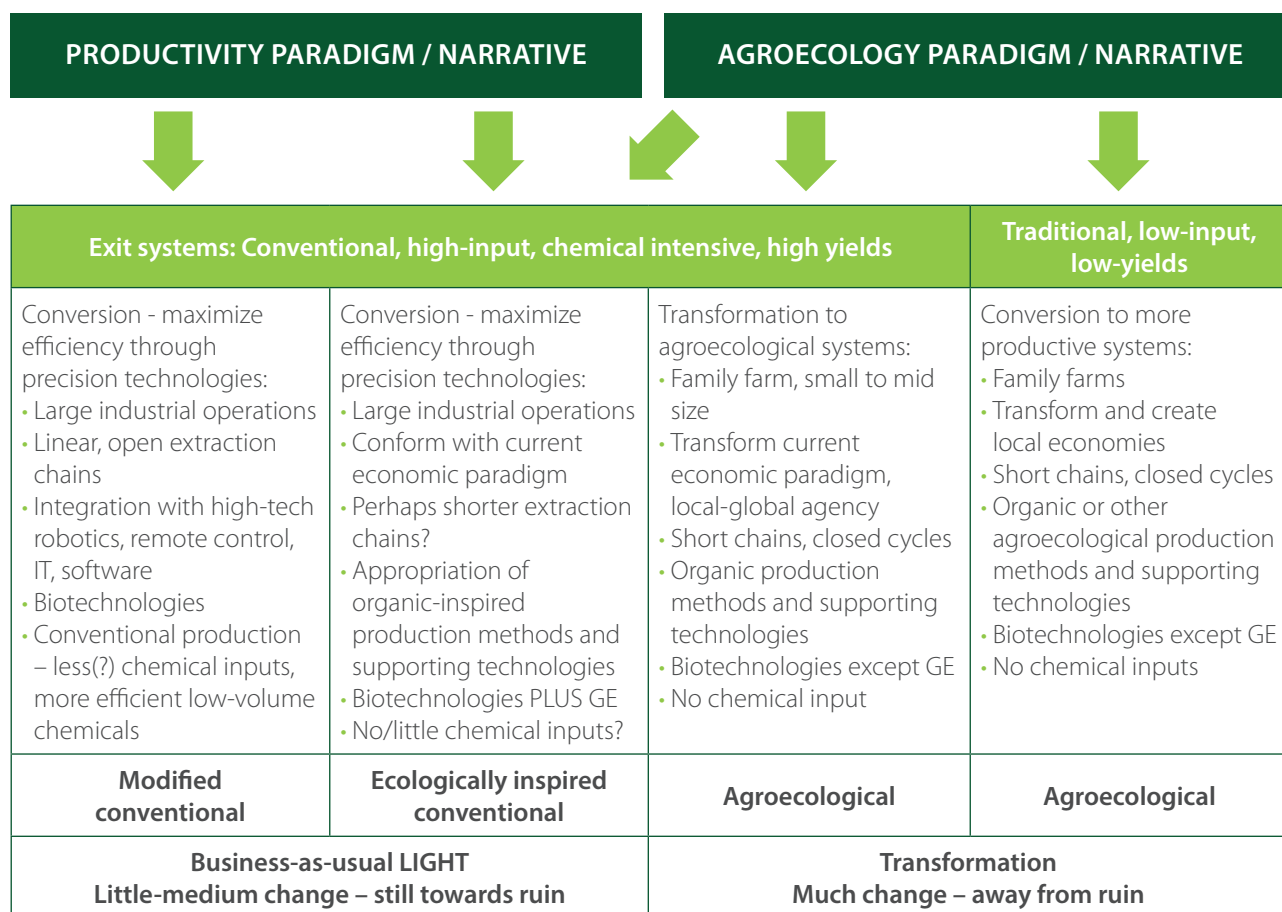 PRODUCTIVITY PARADIGM / NARRATIVE
AGROECOLOGY PARADIGM / NARRATIVE
Exit systems: Conventional, high-input, chemical intensive, high yields
Traditional, low-input,
low-yields
Conversion - maximize
efficiency through
precision technologies:
• Large industrial operations
• Linear, open extraction
chains
• Integration with high-tech
robotics, remote control,
IT, software
• Biotechnologies
• Conventional production
– less(?) chemical inputs,
more efficient low-volume
chemicals
Conversion - maximize
efficiency through
precision technologies:
• Large industrial operations
• Conform with current
economic paradigm
• Perhaps shorter extraction
chains?
• Appropriation of
organic-inspired
production methods and
supporting technologies
• Biotechnologies PLUS GE
• No/little chemical inputs?
Transformation to
agroecological systems:
• Family farm, small to mid
size
• Transform current
economic paradigm,
local-global agency
• Short chains, closed cycles
• Organic production
methods and supporting
technologies
• Biotechnologies except GE
• No chemical input
Conversion to more
productive systems:
• Family farms
• Transform and create
local economies
• Short chains, closed cycles
• Organic or other
agroecological production
methods and supporting
technologies
• Biotechnologies except GE
• No chemical inputs
Modified
conventional
Ecologically inspired
conventional
Agroecological
Agroecological
Business-as-usual LIGHT
Little-medium change – still towards ruin
Transformation
Much change – away from ruin